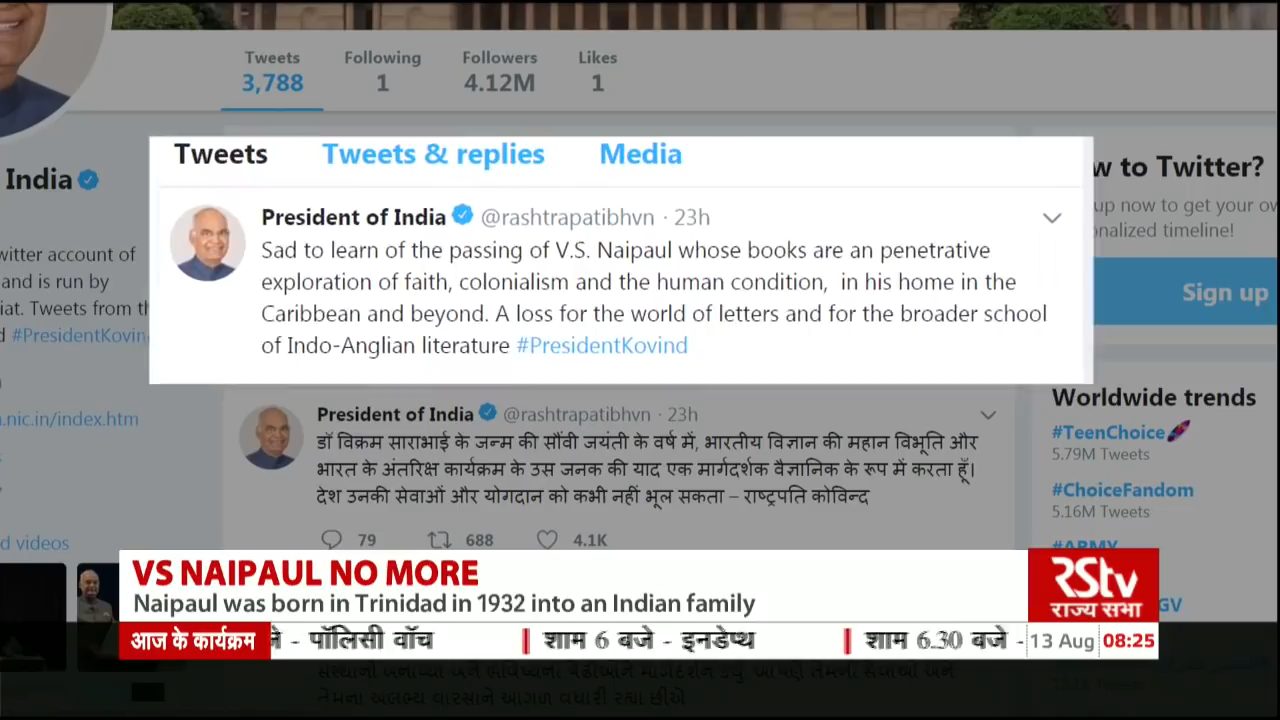 Tweets Following Followers Likes
3,788 1 4.12M 1
India
Tweets Tweets & replies Media
President of India @rashtrapatibhvn · 23h
Sad to learn of the passing of V.S. Naipaul whose books are an penetrative
exploration of faith, colonialism and the human condition, in his home in the
Caribbean and beyond. A loss for the world of letters and for the broader school
of Indo-Anglian literature #PresidentKovind
witter account of
and is run by
iat. Tweets from th
#PresidentKovin
.nic.in/index.htm
d videos
President of India @rashtrapatibhvn · 23h
डॉ विक्रम साराभाई के जन्म की सौंवी जयंती के वर्ष में, भारतीय विज्ञान की महान विभूति और
भारत के अंतरिक्ष कार्यक्रम के उस जनक की याद एक मार्गदर्शक वैज्ञानिक के रूप में करता हूँ।
देश उनकी सेवाओं और योगदान को कभी नहीं भूल सकता – राष्ट्रपति कोविन्द
79 688 4.1K
w to Twitter?
up now to get your ow
onalized timeline!
Sign up
Worldwide trends
#TeenChoice
5.79M Tweets
#ChoiceFandom
5.16M Tweets
#ARMY
GV
VS NAIPAUL NO MORE
Naipaul was born in Trinidad in 1932 into an Indian family
RStv
राज्य सभा
आज के कार्यक्रम
बजे - पॉलिसी वॉच | शाम 6 बजे - इनडेप्थ | शाम 6.30 बजे -
13 Aug 08:25